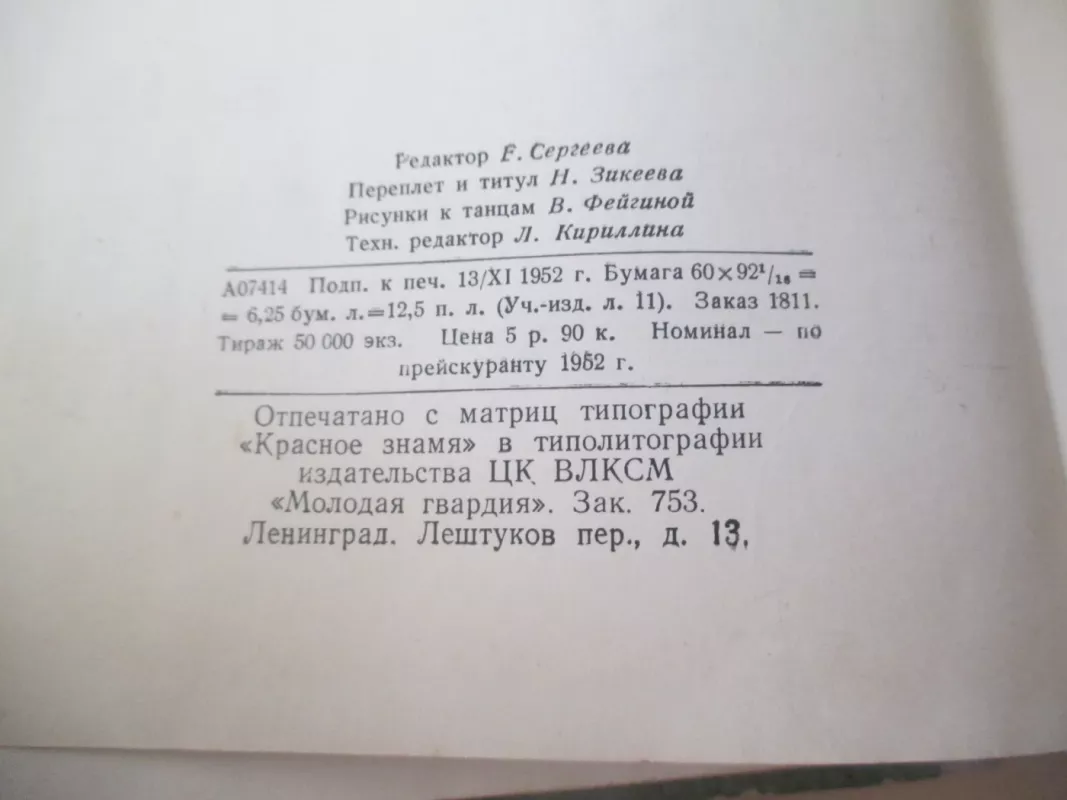 Редактор Е. Сергеева
Переплет и титул Н. Зикеева
Рисунки к танцам В. Фейгиной
Техн. редактор Л. Кириллина
А07414 Подп. к печ. 13/XI 1952 г. Бумага 60×92¹/₁₆ =
= 6,25 бум. л.=12,5 п. л. (Уч.-изд. л. 11). Заказ 1811.
Тираж 50 000 экз. Цена 5 р. 90 к. Номинал — по
прейскуранту 1952 г.
Отпечатано с матриц типографии
«Красное знамя» в типолитографии
издательства ЦК ВЛКСМ
«Молодая гвардия». Зак. 753.
Ленинград. Лештуков пер., д. 13.